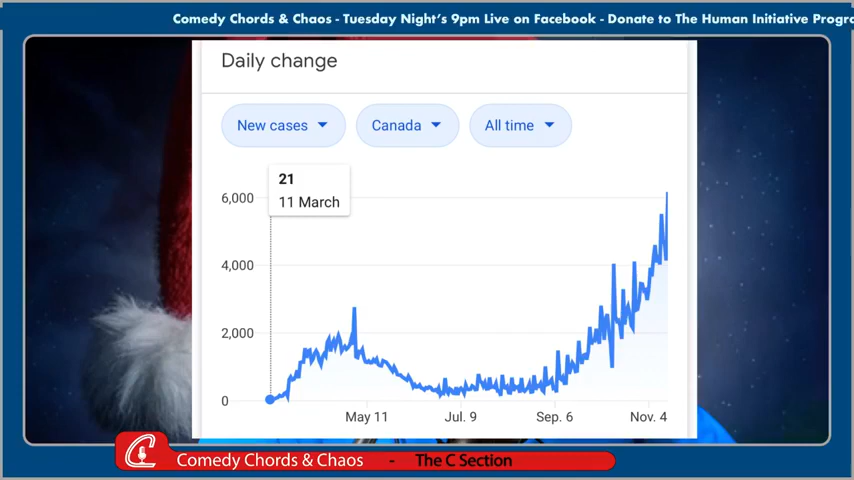 Comedy Chords & Chaos - Tuesday Night's 9pm Live on Facebook - Donate to The Human Initiative Progra
Daily change
New cases Canada All time
21
11 March
6,000
4,000
2,000
0
May 11 Jul. 9 Sep. 6 Nov. 4
Comedy Chords & Chaos - The C Section